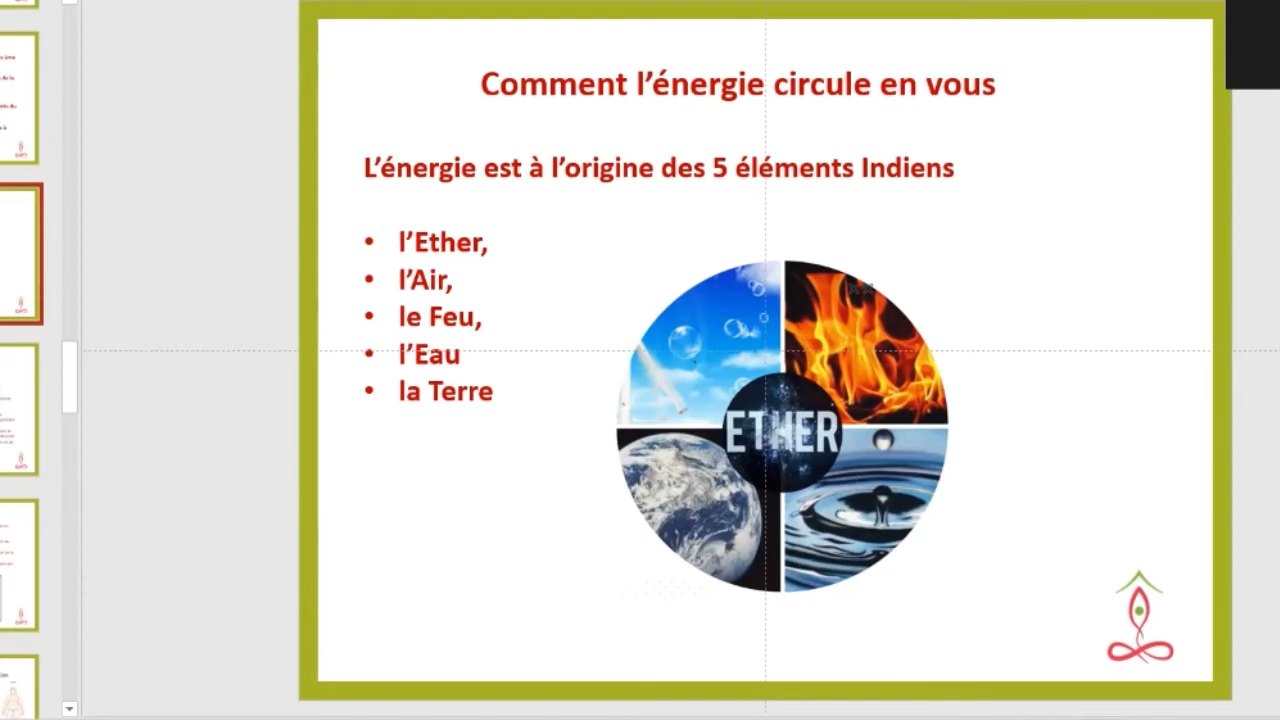 Comment l’énergie circule en vous
L’énergie est à l’origine des 5 éléments Indiens
• l’Ether,
• l’Air,
• le Feu,
• l’Eau
• la Terre
ETHER